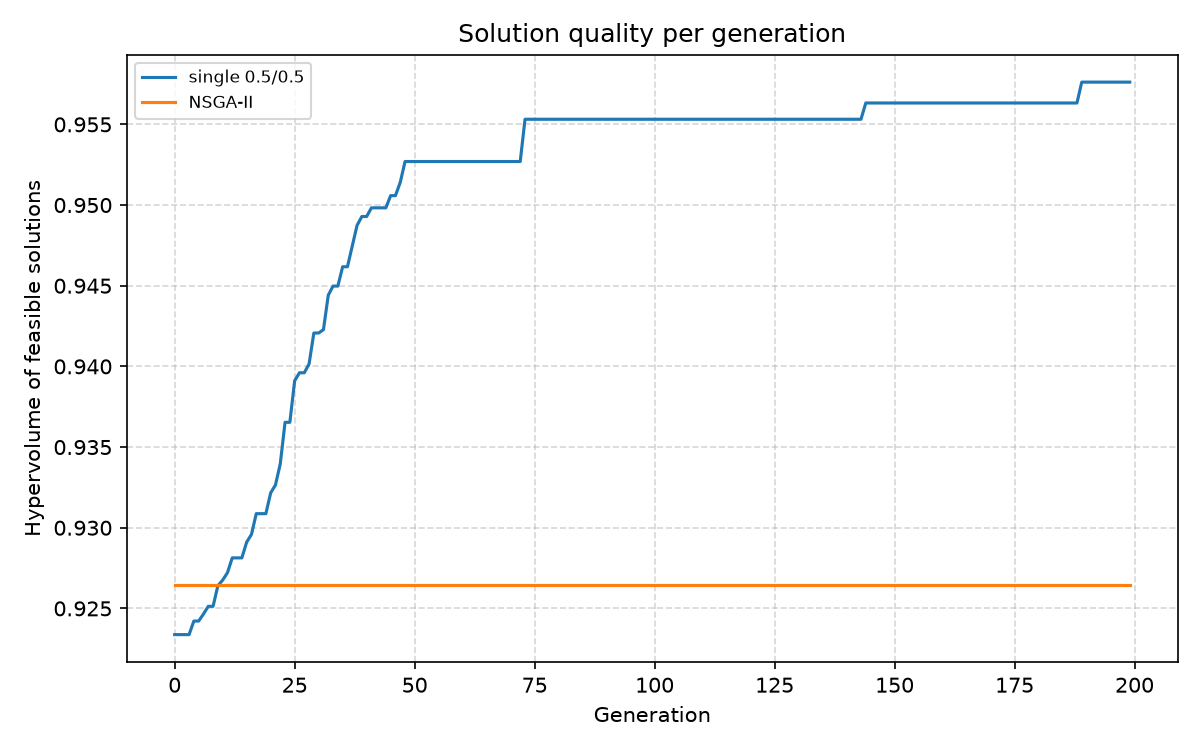 Solution quality per generation
single 0.5/0.5
NSGA-II
Hypervolume of feasible solutions
0.955
0.950
0.945
0.940
0.935
0.930
0.925
0 25 50 75 100 125 150 175 200
Generation